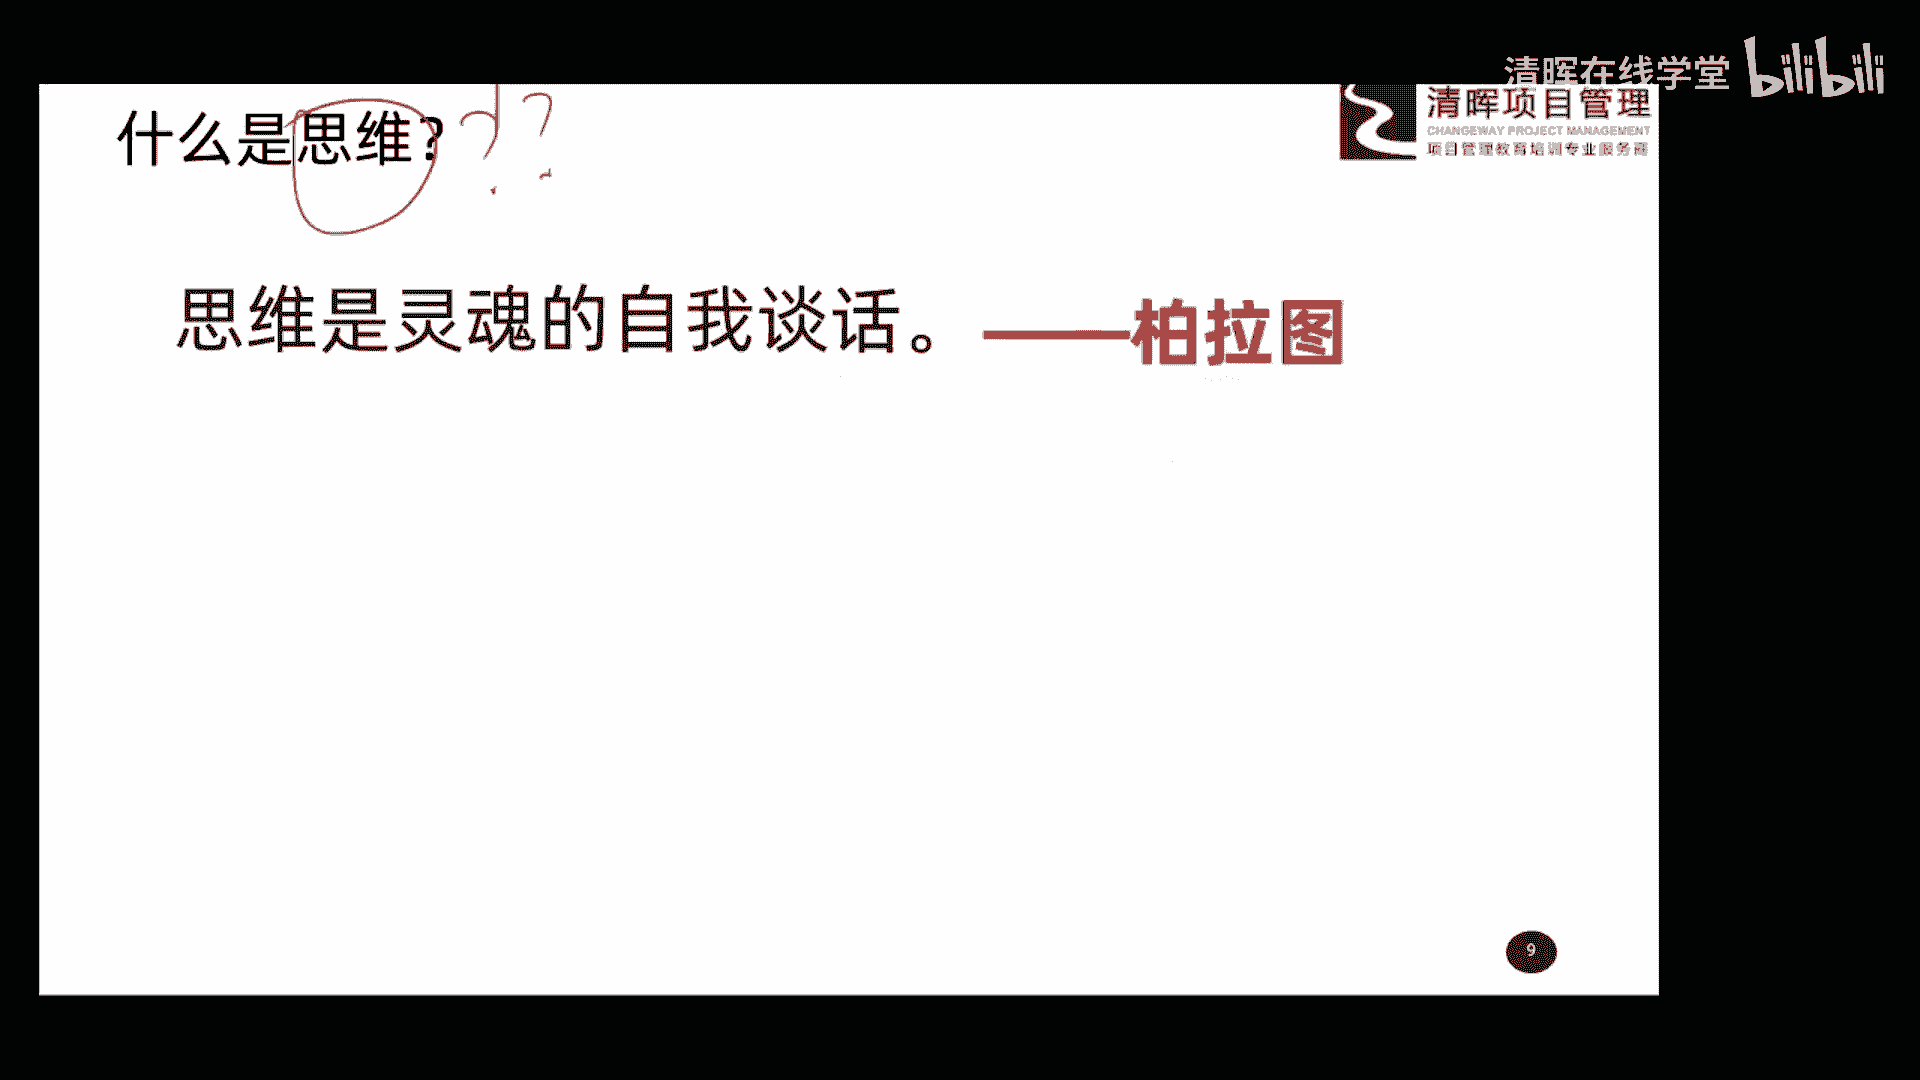 清晖在线学堂 bilibili
什么是思维???
清晖项目管理
CHANGEWAY PROJECT MANAGEMENT
项目管理教育培训专业服务商
思维是灵魂的自我谈话。——柏拉图
9